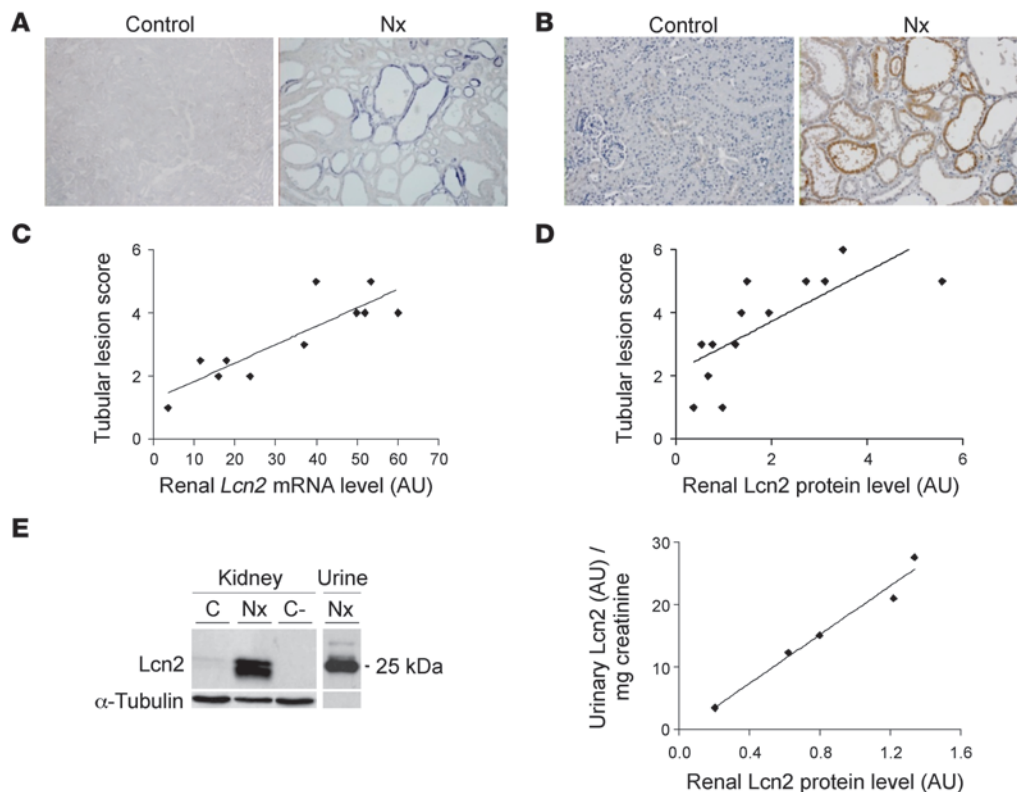 A
Control
Nx
B
Control
Nx
C
Tubular lesion score
6
4
2
0
0 10 20 30 40 50 60 70
Renal Lcn2 mRNA level (AU)
D
Tubular lesion score
6
4
2
0
0 2 4 6
Renal Lcn2 protein level (AU)
E
Kidney Urine
C Nx C- Nx
Lcn2 - 25 kDa
α-Tubulin
Urinary Lcn2 (AU) /
mg creatinine
30
20
10
0
0.0 0.4 0.8 1.2 1.6
Renal Lcn2 protein level (AU)